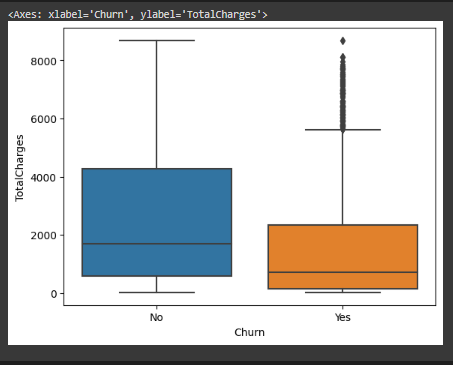 <Axes: xlabel='Churn', ylabel='TotalCharges'>
8000
6000
4000
2000
0
TotalCharges
No
Yes
Churn